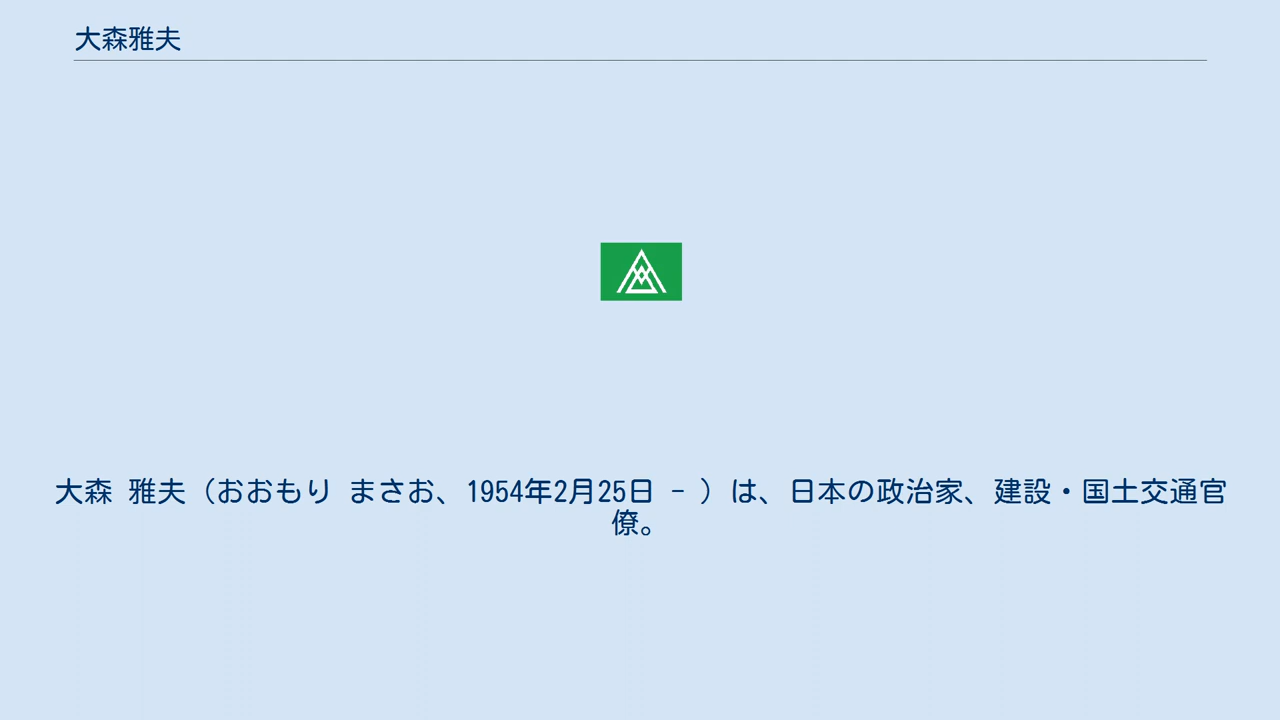 大森雅夫
大森 雅夫（おおもり まさお、1954年2月25日 - ）は、日本の政治家、建設・国土交通官
僚。